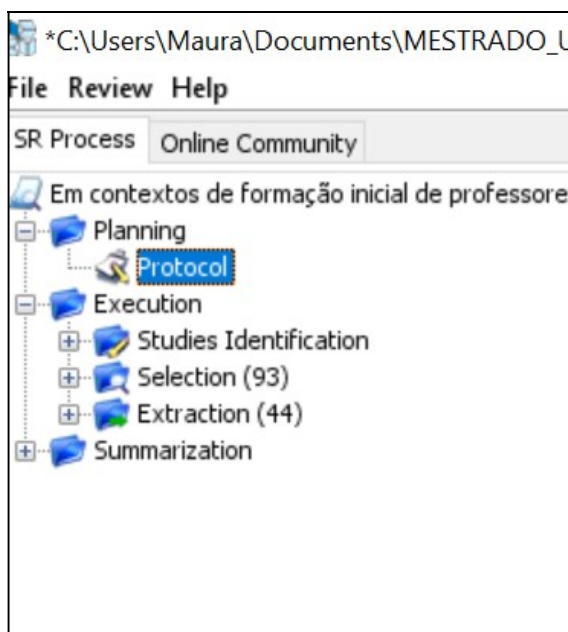 *C:\Users\Maura\Documents\MESTRADO_U
File Review Help
SR Process Online Community
Em contextos de formação inicial de professore
Planning
Protocol
Execution
Studies Identification
Selection (93)
Extraction (44)
Summarization